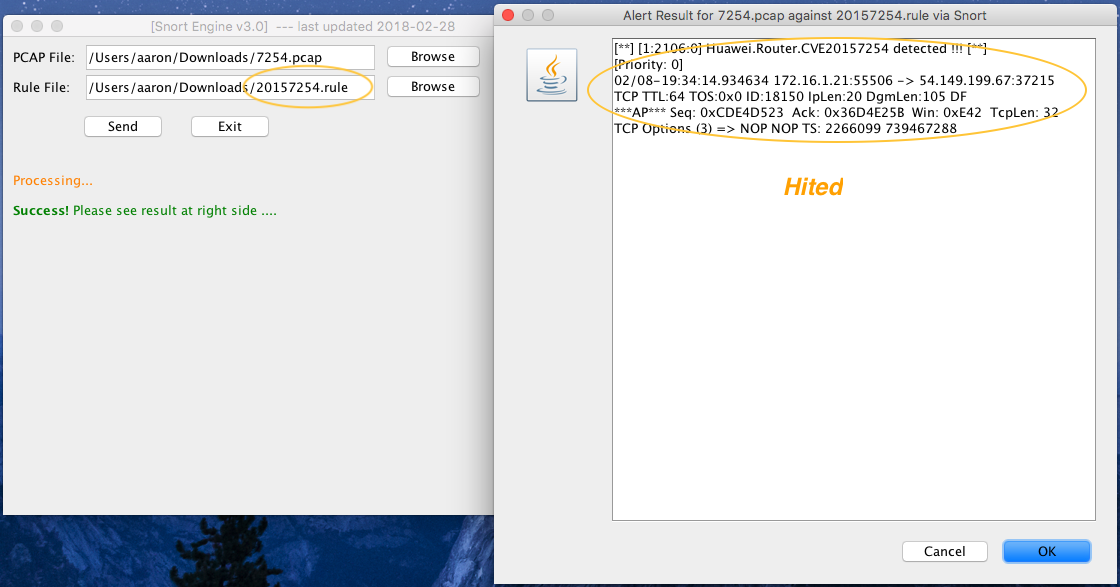 [Snort Engine v3.0]  --- last updated 2018-02-28
PCAP File: /Users/aaron/Downloads/7254.pcap Browse
Rule File: /Users/aaron/Downloads/20157254.rule Browse
Send Exit
Processing...
Success! Please see result at right side ....
Alert Result for 7254.pcap against 20157254.rule via Snort
[**] [1:2106:0] Huawei.Router.CVE20157254 detected !!! [**]
[Priority: 0]
02/08-19:34:14.934634 172.16.1.21:55506 -> 54.149.199.67:37215
TCP TTL:64 TOS:0x0 ID:18150 IpLen:20 DgmLen:105 DF
***AP*** Seq: 0xCDE4D523  Ack: 0x36D4E25B  Win: 0xE42  TcpLen: 32
TCP Options (3) => NOP NOP TS: 2266099 739467288
Hited
Cancel OK